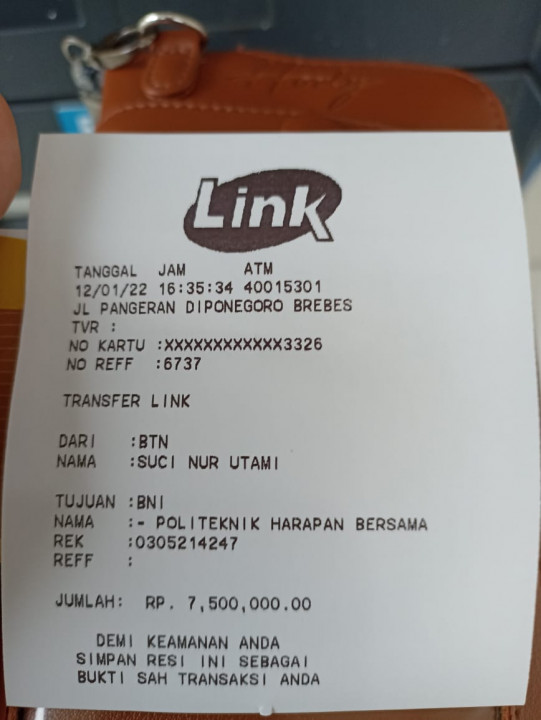 Link
TANGGAL JAM ATM
12/01/22 16:35:34 40015301
JL PANGERAN DIPONEGORO BREBES
TVR :
NO KARTU :XXXXXXXXXXXX3326
NO REFF :6737
TRANSFER LINK
DARI :BTN
NAMA :SUCI NUR UTAMI
TUJUAN :BNI
NAMA :- POLITEKNIK HARAPAN BERSAMA
REK :0305214247
REFF :
JUMLAH: RP. 7,500,000.00
DEMI KEAMANAN ANDA
SIMPAN RESI INI SEBAGAI
BUKTI SAH TRANSAKSI ANDA